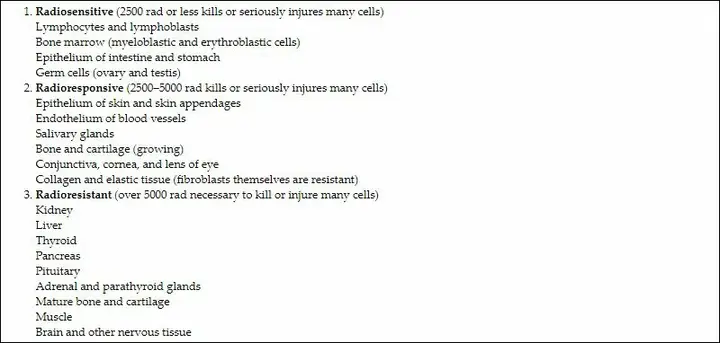 1. Radiosensitive (2500 rad or less kills or seriously injures many cells)
Lymphocytes and lymphoblasts
Bone marrow (myeloblastic and erythroblastic cells)
Epithelium of intestine and stomach
Germ cells (ovary and testis)
2. Radioresponsive (2500–5000 rad kills or seriously injures many cells)
Epithelium of skin and skin appendages
Endothelium of blood vessels
Salivary glands
Bone and cartilage (growing)
Conjunctiva, cornea, and lens of eye
Collagen and elastic tissue (fibroblasts themselves are resistant)
3. Radioresistant (over 5000 rad necessary to kill or injure many cells)
Kidney
Liver
Thyroid
Pancreas
Pituitary
Adrenal and parathyroid glands
Mature bone and cartilage
Muscle
Brain and other nervous tissue